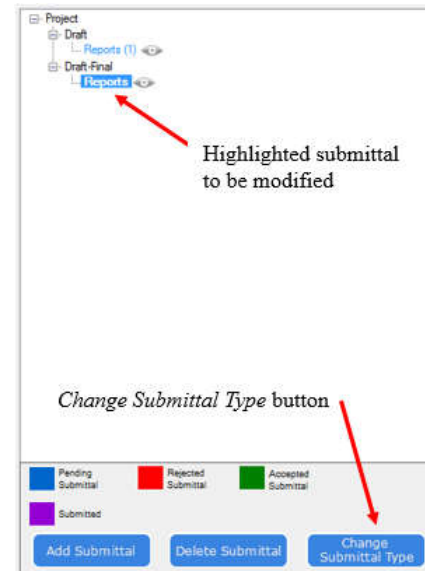 Project
Draft
Reports (1)
Draft-Final
Reports
Highlighted submittal
to be modified
Change Submittal Type button
Pending
Submittal
Rejected
Submittal
Accepted
Submittal
Submitted
Add Submittal
Delete Submittal
Change
Submittal Type